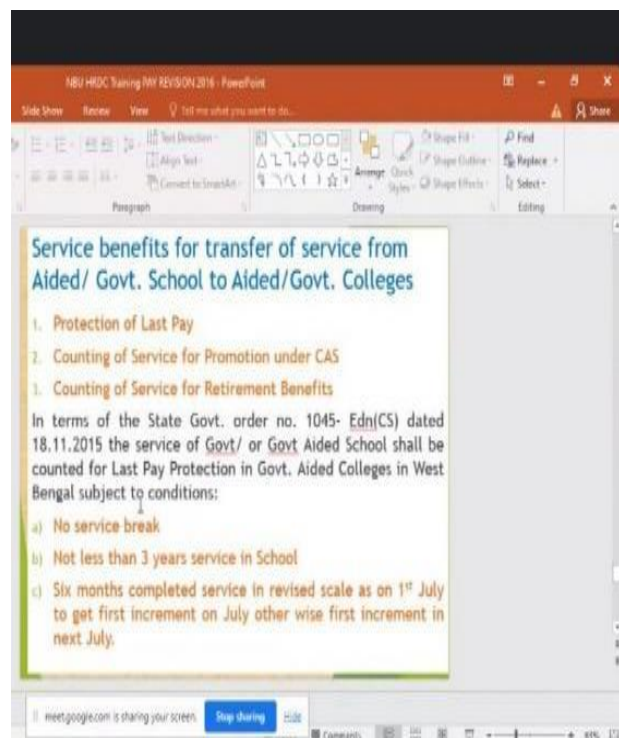 NBU HRDC Training PAY REVISION 2016 - PowerPoint
Slide Show Review View Tell me what you want to do...
Share
Text Direction
Align Text
Convert to SmartArt
Paragraph
Arrange
Quick
Styles
Shape Fill
Shape Outline
Shape Effects
Drawing
Find
Replace
Select
Editing
Service benefits for transfer of service from
Aided/ Govt. School to Aided/Govt. Colleges
1. Protection of Last Pay
2. Counting of Service for Promotion under CAS
3. Counting of Service for Retirement Benefits
In terms of the State Govt. order no. 1045- Edn(CS) dated
18.11.2015 the service of Govt/ or Govt Aided School shall be
counted for Last Pay Protection in Govt. Aided Colleges in West
Bengal subject to conditions:
a) No service break
b) Not less than 3 years service in School
c) Six months completed service in revised scale as on 1st July
to get first increment on July other wise first increment in
next July.
meet.google.com is sharing your screen. Stop sharing Hide
Comments